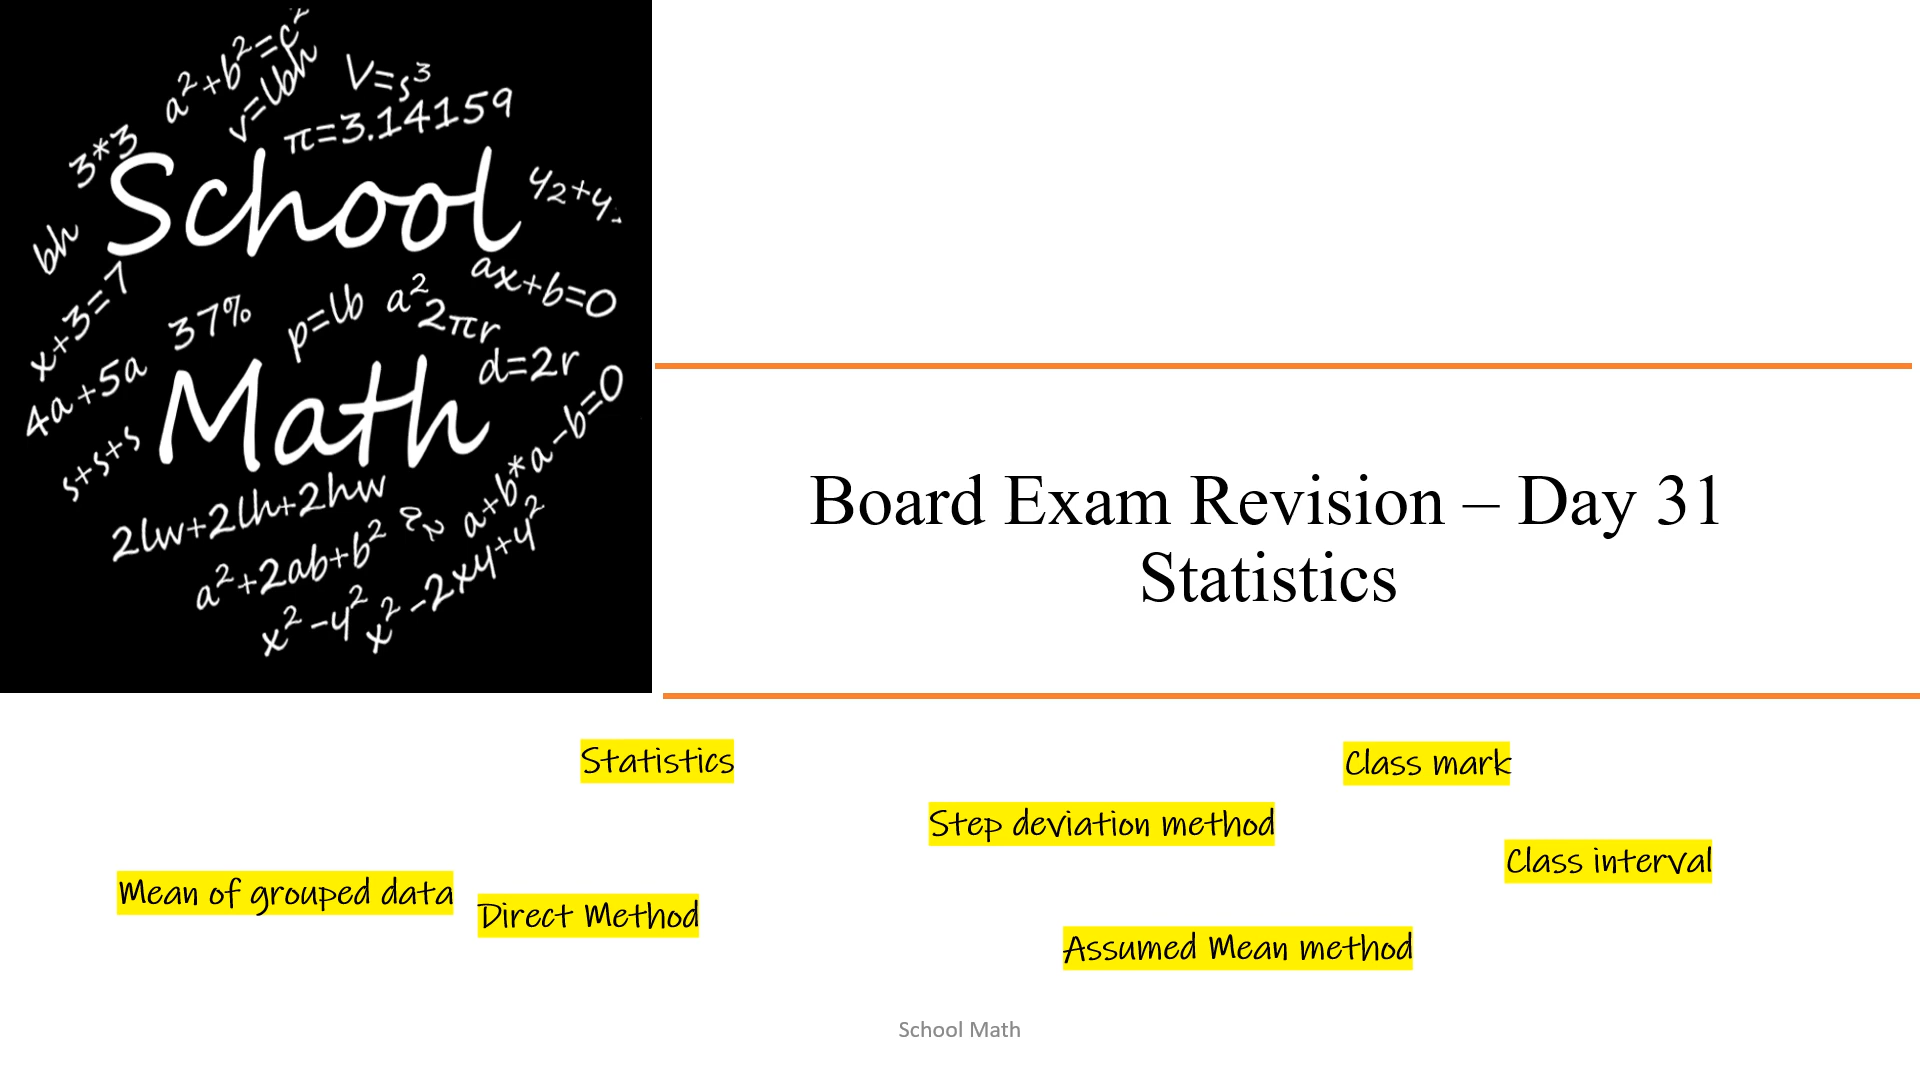 a²+b²=c²
v=lbh
V=s³
π=3.14159
3*3
School
y2+y
bh
ax+b=0
x+3=7
37%
p=lb
a²
2πr
d=2r
4a+5a
Math
a+b*a-b=0
s+s+s
2lw+2lh+2hw
a²+2ab+b²
x²-y²
x²-2xy+y²
Board Exam Revision – Day 31
Statistics
Statistics
Class mark
Step deviation method
Class interval
Mean of grouped data
Direct Method
Assumed Mean method
School Math